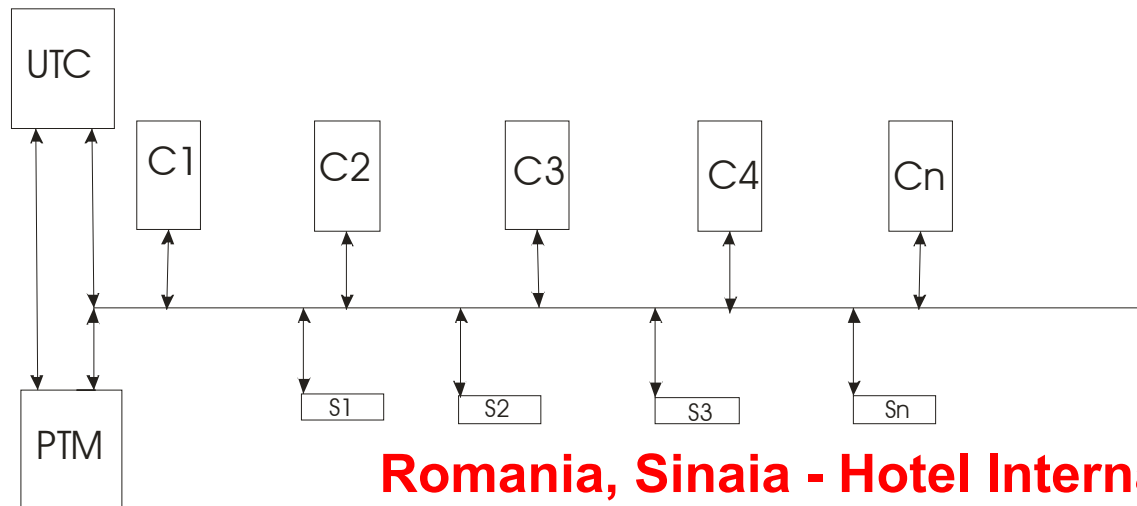 UTC
C1
C2
C3
C4
Cn
S1
S2
S3
Sn
PTM
Romania, Sinaia - Hotel Intern